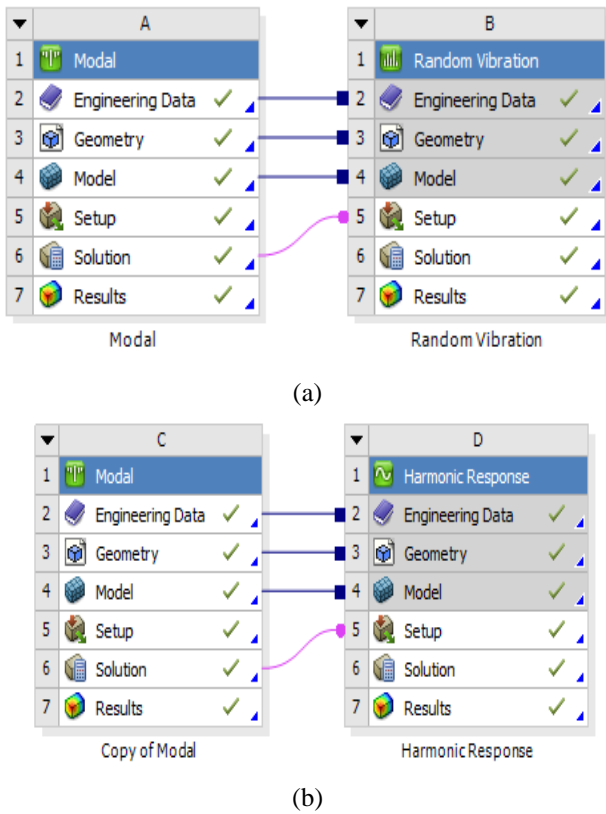 A
1 Modal
2 Engineering Data
3 Geometry
4 Model
5 Setup
6 Solution
7 Results
Modal
B
1 Random Vibration
2 Engineering Data
3 Geometry
4 Model
5 Setup
6 Solution
7 Results
Random Vibration
(a)
C
1 Modal
2 Engineering Data
3 Geometry
4 Model
5 Setup
6 Solution
7 Results
Copy of Modal
D
1 Harmonic Response
2 Engineering Data
3 Geometry
4 Model
5 Setup
6 Solution
7 Results
Harmonic Response
(b)